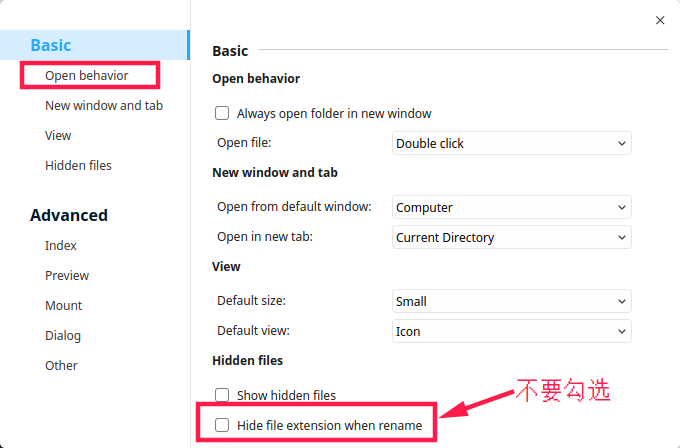 Basic
Open behavior
New window and tab
View
Hidden files
Advanced
Index
Preview
Mount
Dialog
Other
Basic
Open behavior
Always open folder in new window
Open file: Double click
New window and tab
Open from default window: Computer
Open in new tab: Current Directory
View
Default size: Small
Default view: Icon
Hidden files
Show hidden files
不要勾选
Hide file extension when rename